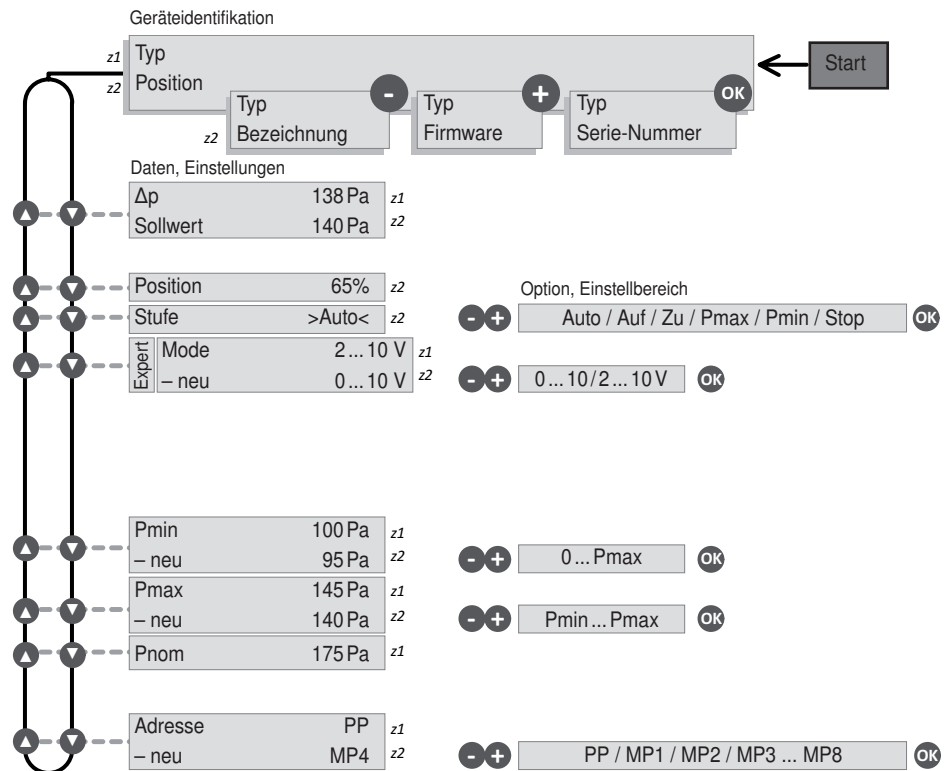 Geräteidentifikation
z1 Typ
z2 Position
Start
Typ -
z2 Bezeichnung
Typ +
Firmware
Typ OK
Serie-Nummer
Daten, Einstellungen
Δp 138 Pa z1
Sollwert 140 Pa z2
Position 65% z2
Option, Einstellbereich
Stufe >Auto< z2 - + Auto / Auf / Zu / Pmax / Pmin / Stop OK
Expert
Mode 2...10 V z1
– neu 0...10 V z2 - + 0...10/2...10V OK
Pmin 100 Pa z1
– neu 95 Pa z2 - + 0... Pmax OK
Pmax 145 Pa z1
– neu 140 Pa z2 - + Pmin... Pmax OK
Pnom 175 Pa z1
Adresse PP z1
– neu MP4 z2 - + PP / MP1 / MP2 / MP3 ... MP8 OK